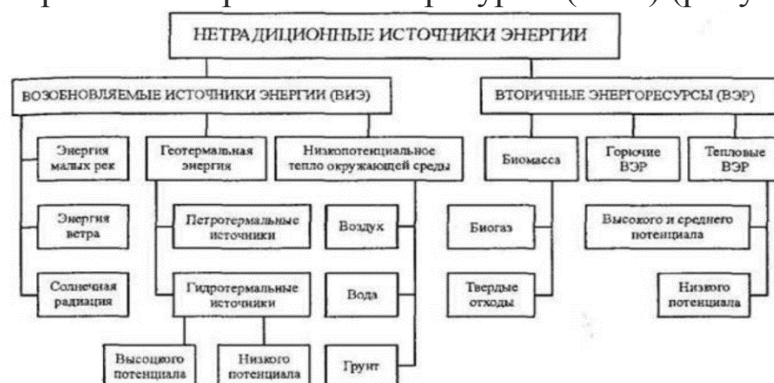 НЕТРАДИЦИОННЫЕ ИСТОЧНИКИ ЭНЕРГИИ
ВОЗОБНОВЛЯЕМЫЕ ИСТОЧНИКИ ЭНЕРГИИ (ВИЭ)
ВТОРИЧНЫЕ ЭНЕРГОРЕСУРСЫ (ВЭР)
Энергия
малых рек
Геотермальная
энергия
Низкопотенциальное
тепло окружающей среды
Биомасса
Горючие
ВЭР
Тепловые
ВЭР
Энергия
ветра
Петротермальные
источники
Воздух
Биогаз
Высокого и среднего
потенциала
Солнечная
радиация
Гидротермальные
источники
Вода
Твердые
отходы
Низкого
потенциала
Высоцкого
потенциала
Низкого
потенциала
Грунт